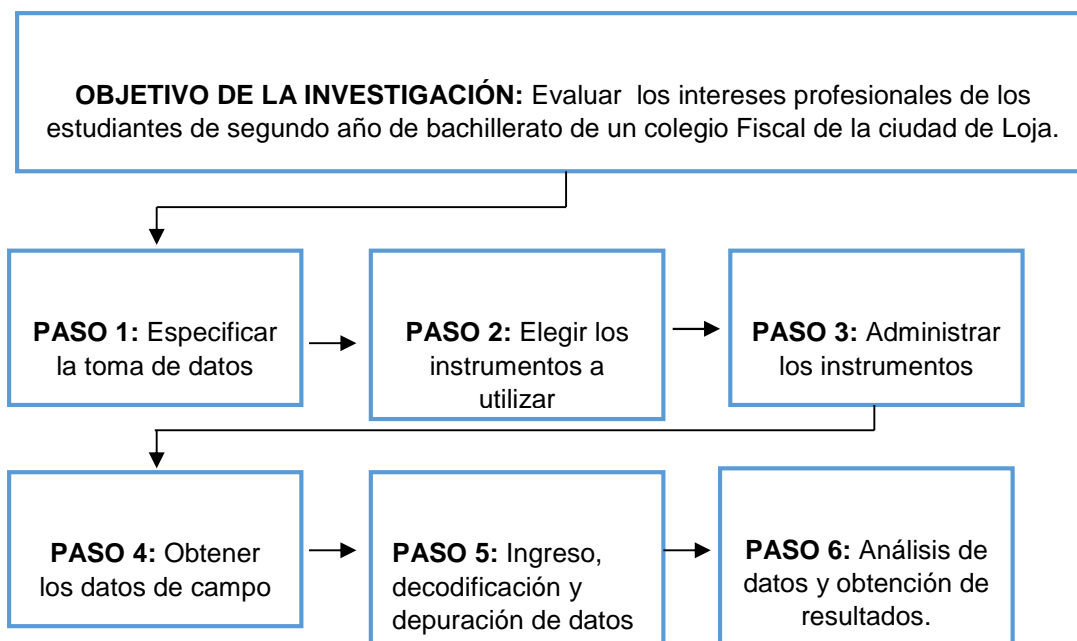 OBJETIVO DE LA INVESTIGACIÓN: Evaluar los intereses profesionales de los
estudiantes de segundo año de bachillerato de un colegio Fiscal de la ciudad de Loja.
PASO 1: Especificar
la toma de datos
PASO 2: Elegir los
instrumentos a
utilizar
PASO 3: Administrar
los instrumentos
PASO 4: Obtener
los datos de campo
PASO 5: Ingreso,
decodificación y
depuración de datos
PASO 6: Análisis de
datos y obtención de
resultados.